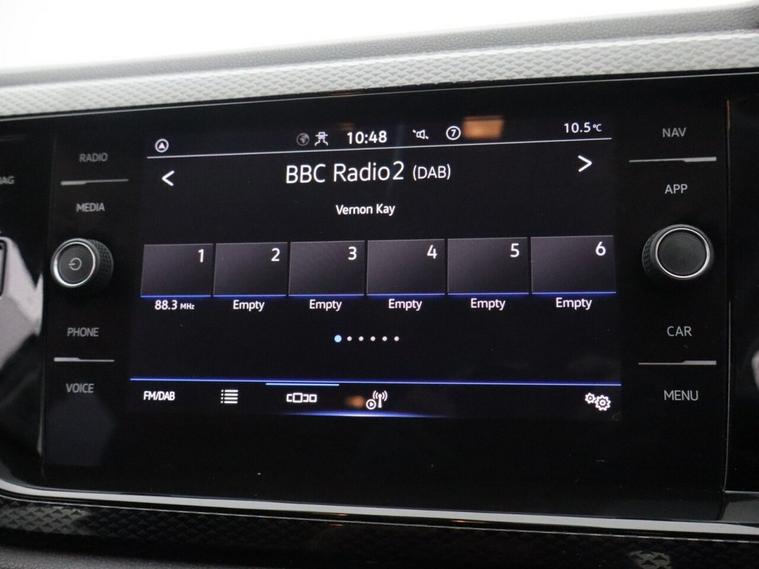 10:48 7 10.5°C
RADIO NAV
BBC Radio2 (DAB)
MEDIA APP
Vernon Kay
1 2 3 4 5 6
88.3 MHz Empty Empty Empty Empty Empty
PHONE CAR
VOICE MENU
FM/DAB